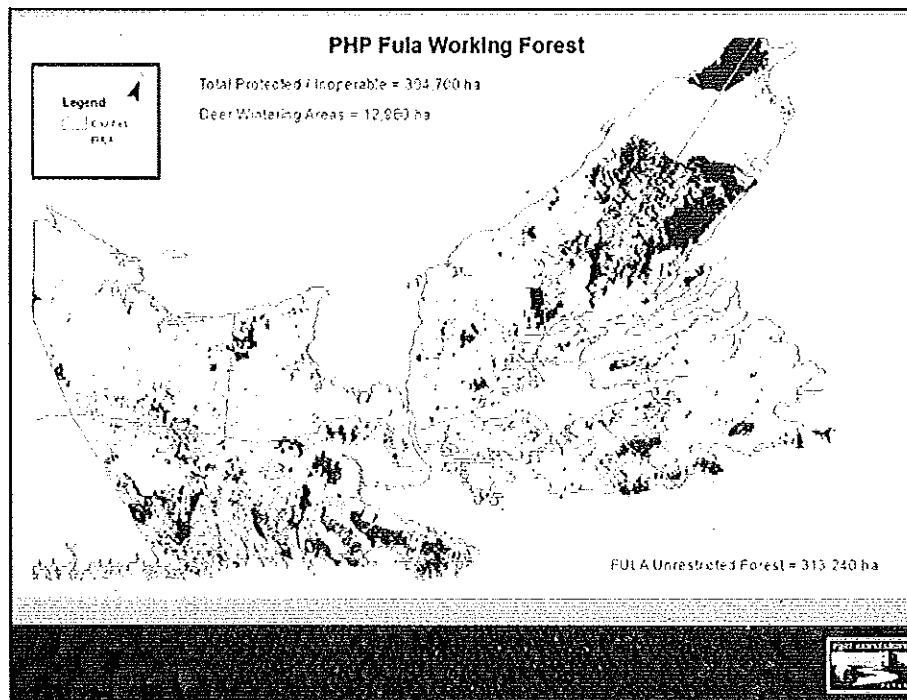 PHP Fula Working Forest
Total Protected / Inoperable = 304,700 ha
Deer Wintering Areas = 12,960 ha
Legend
FULA Unrestricted Forest = 313,240 ha